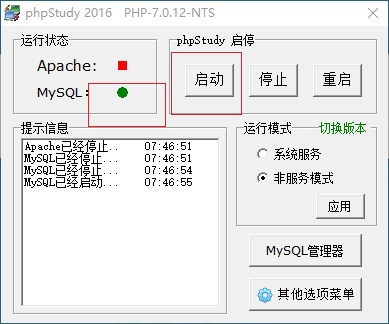 phpStudy 2016 PHP-7.0.12-NTS
运行状态
Apache:
MySQL:
phpStudy 启停
启动
停止
重启
提示信息
Apache已经停止.. 07:46:51
MySQL已经停止... 07:46:51
MySQL已经停止... 07:46:54
MySQL已经启动... 07:46:55
运行模式 切换版本
系统服务
非服务模式
应用
MySQL管理器
其他选项菜单